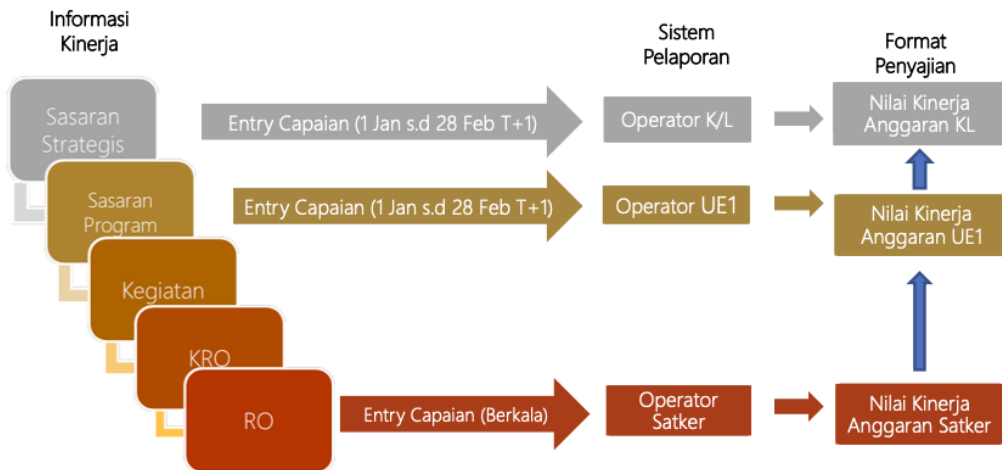 Informasi
Kinerja
Sistem
Pelaporan
Format
Penyajian
Sasaran
Strategis
Entry Capaian (1 Jan s.d 28 Feb T+1)
Operator K/L
Nilai Kinerja
Anggaran KL
Sasaran
Program
Entry Capaian (1 Jan s.d 28 Feb T+1)
Operator UE1
Nilai Kinerja
Anggaran UE1
Kegiatan
KRO
RO
Entry Capaian (Berkala)
Operator
Satker
Nilai Kinerja
Anggaran Satker